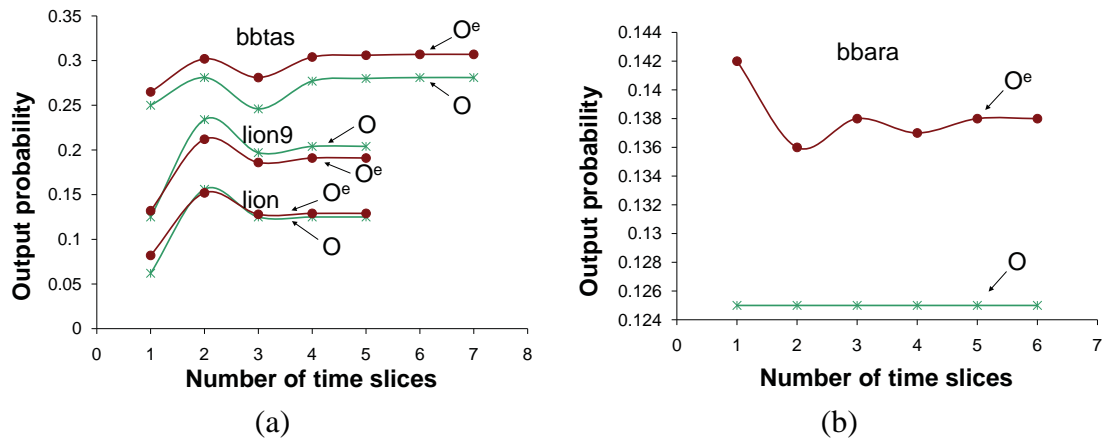 0.35
0.3
0.25
0.2
0.15
0.1
0.05
0
Output probability
bbtas
Oᵉ
O
lion9
O
Oᵉ
lion
Oᵉ
O
0 1 2 3 4 5 6 7 8
Number of time slices
(a)
0.144
0.142
0.14
0.138
0.136
0.134
0.132
0.13
0.128
0.126
0.124
Output probability
bbara
Oᵉ
O
0 1 2 3 4 5 6 7
Number of time slices
(b)